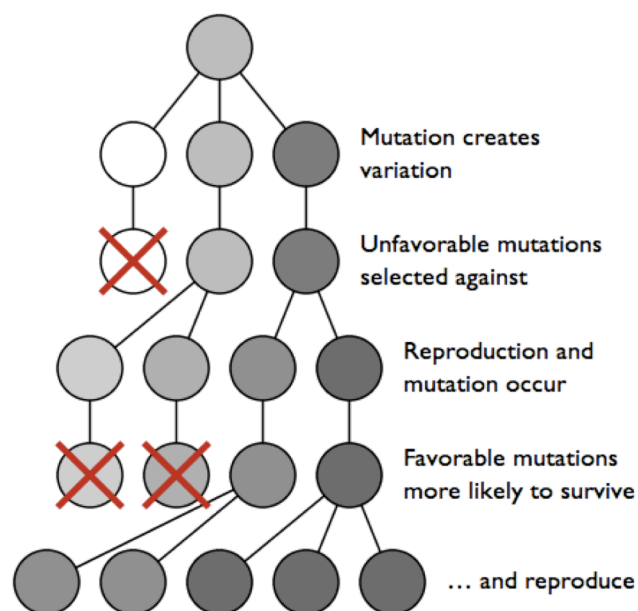 Mutation creates
variation
Unfavorable mutations
selected against
Reproduction and
mutation occur
Favorable mutations
more likely to survive
… and reproduce